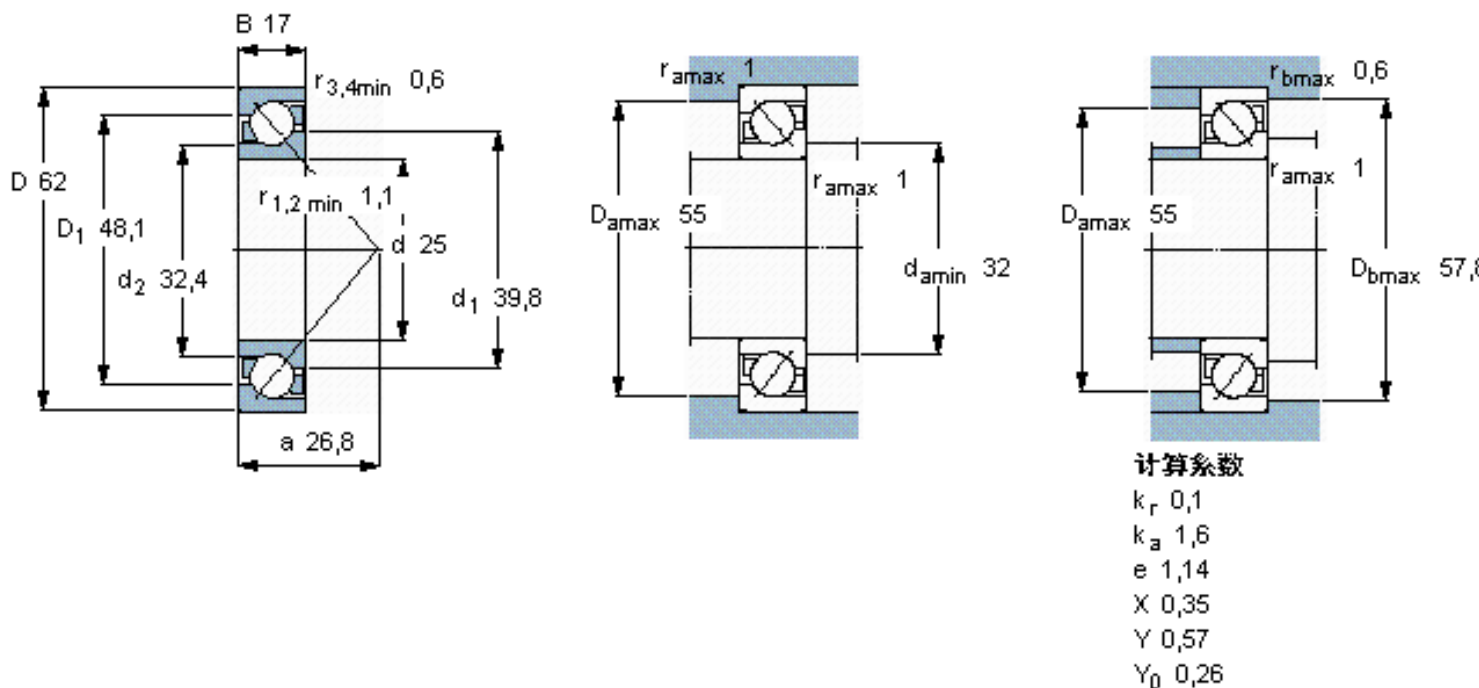 B 17
r3,4min 0,6
D 62
D1 48,1
d2 32,4
r1,2 min 1,1
d 25
d1 39,8
a 26,8
ramax 1
ramax 1
Damax 55
damin 32
rbmax 0,6
ramax 1
Damax 55
Dbmax 57,8
计算系数
kr 0,1
ka 1,6
e 1,14
X 0,35
Y 0,57
Y0 0,26